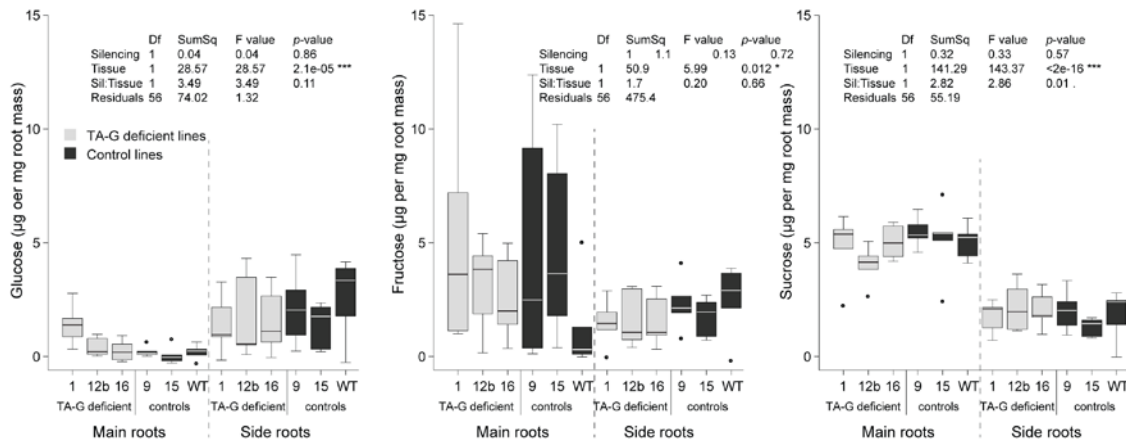 15
10
5
0
Glucose (µg oer mg root mass)
Df SumSq F value p-value
Silencing 1 0.04 0.04 0.86
Tissue 1 28.57 28.57 2.1e-05 ***
Sil:Tissue 1 3.49 3.49 0.11
Residuals 56 74.02 1.32
TA-G deficient lines
Control lines
1 12b 16 9 15 WT 1 12b 16 9 15 WT
TA-G deficient controls TA-G deficient controls
Main roots Side roots
15
10
5
0
Fructose (µg per mg root mass)
Df SumSq F value p-value
Silencing 1 1.1 0.13 0.72
Tissue 1 50.9 5.99 0.012 *
Sil:Tissue 1 1.7 0.20 0.66
Residuals 56 475.4
1 12b 16 9 15 WT 1 12b 16 9 15 WT
TA-G deficient controls TA-G deficient controls
Main roots Side roots
15
10
5
0
Sucrose (µg per mg root mass)
Df SumSq F value p-value
Silencing 1 0.32 0.33 0.57
Tissue 1 141.29 143.37 <2e-16 ***
Sil:Tissue 1 2.82 2.86 0.01 .
Residuals 56 55.19
1 12b 16 9 15 WT 1 12b 16 9 15 WT
TA-G deficient controls TA-G deficient controls
Main roots Side roots